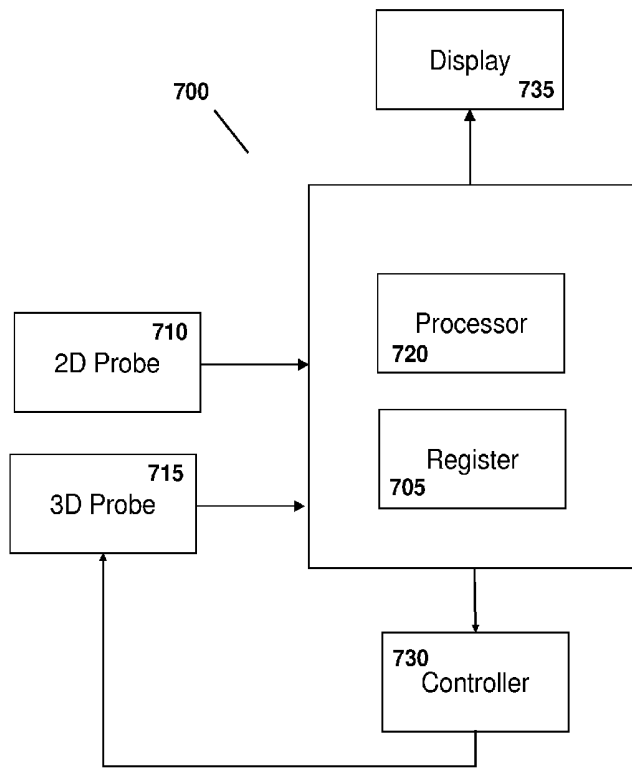 Display
735
700
Processor
720
710
2D Probe
Register
705
715
3D Probe
730
Controller